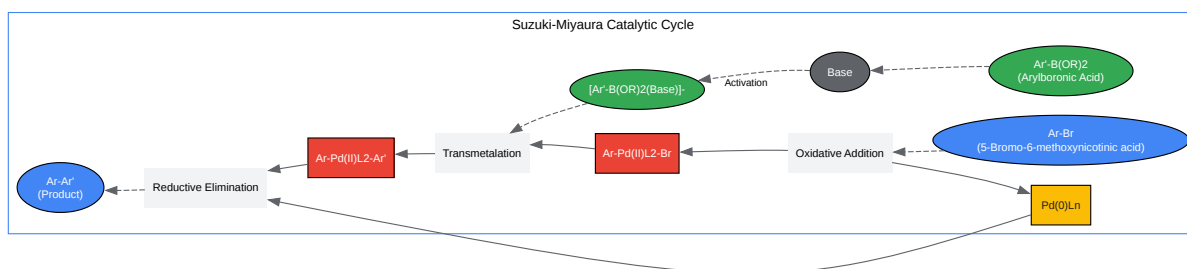 Suzuki-Miyaura Catalytic Cycle
Ar'-B(OR)2
(Arylboronic Acid)
Base
Activation
[Ar'-B(OR)2(Base)]-
Ar-Br
(5-Bromo-6-methoxynicotinic acid)
Oxidative Addition
Ar-Pd(II)L2-Br
Transmetalation
Ar-Pd(II)L2-Ar'
Reductive Elimination
Ar-Ar'
(Product)
Pd(0)Ln